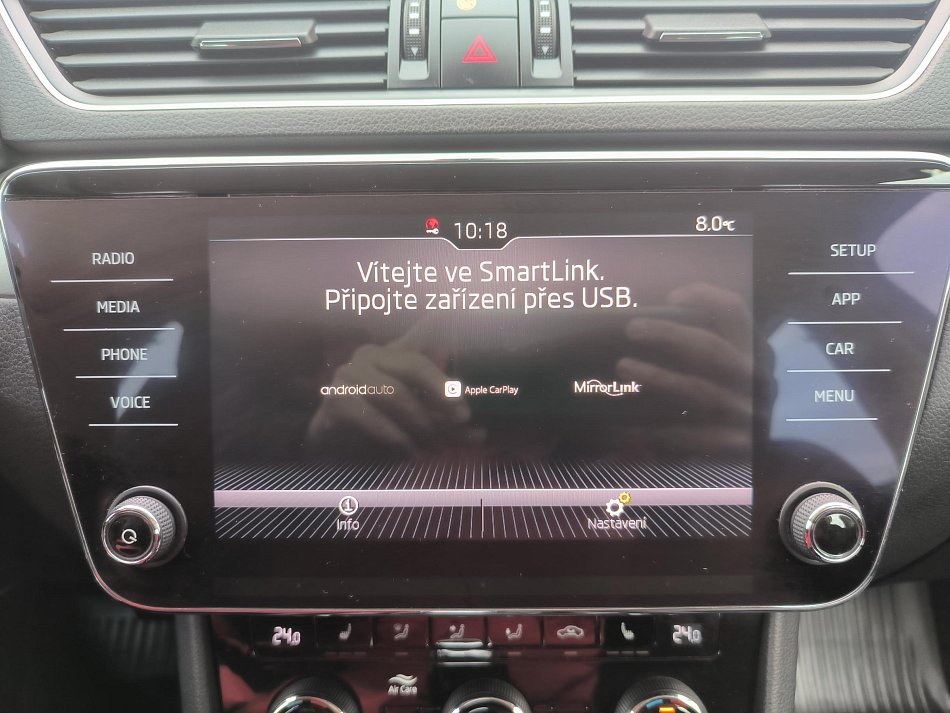 10:18
8.0°C
Vítejte ve SmartLink.
Připojte zařízení přes USB.
RADIO
MEDIA
PHONE
VOICE
SETUP
APP
CAR
MENU
androidauto
Apple CarPlay
MirrorLink
Info
Nastavení
24.0
24.0
Air Care